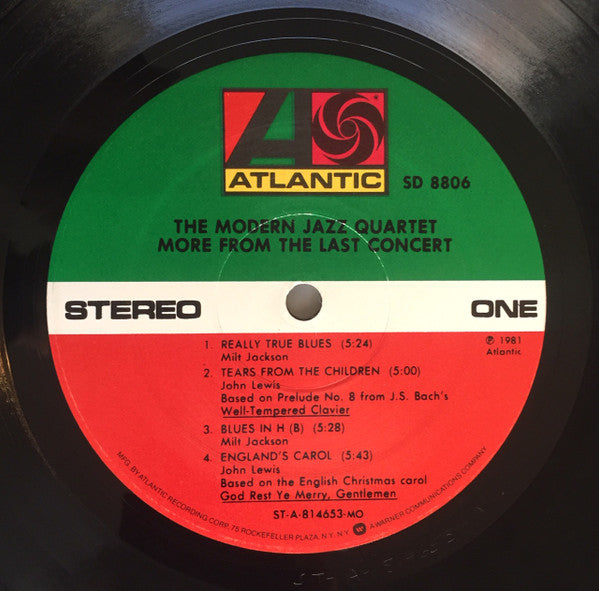 ATLANTIC
SD 8806
THE MODERN JAZZ QUARTET
MORE FROM THE LAST CONCERT
STEREO
ONE
℗ 1981
Atlantic
1. REALLY TRUE BLUES (5:24)
Milt Jackson
2. TEARS FROM THE CHILDREN (5:00)
John Lewis
Based on Prelude No. 8 from J.S. Bach's
Well-Tempered Clavier
3. BLUES IN H (B) (5:28)
Milt Jackson
4. ENGLAND'S CAROL (5:43)
John Lewis
Based on the English Christmas carol
God Rest Ye Merry, Gentlemen
ST-A-814653-MO
MFG. BY ATLANTIC RECORDING CORP. 75 ROCKEFELLER PLAZA, N.Y. N.Y. A WARNER COMMUNICATIONS COMPANY